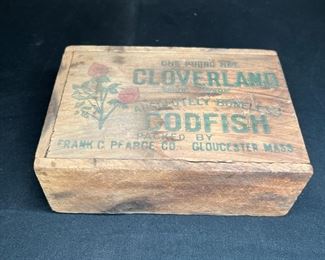 ONE POUND NET
CLOVERLAND
ABSOLUTELY BONELESS
CODFISH
PACKED BY
FRANK C. PEARCE CO. GLOUCESTER MASS